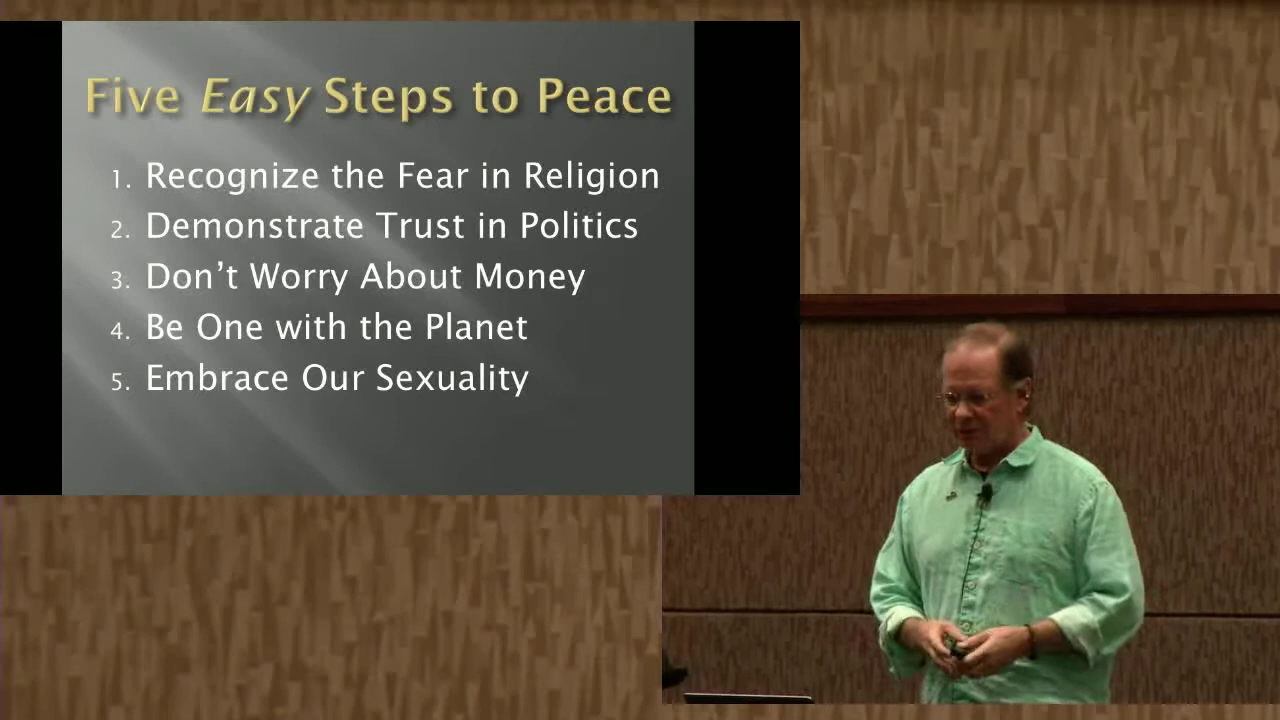 Five Easy Steps to Peace
1. Recognize the Fear in Religion
2. Demonstrate Trust in Politics
3. Don’t Worry About Money
4. Be One with the Planet
5. Embrace Our Sexuality